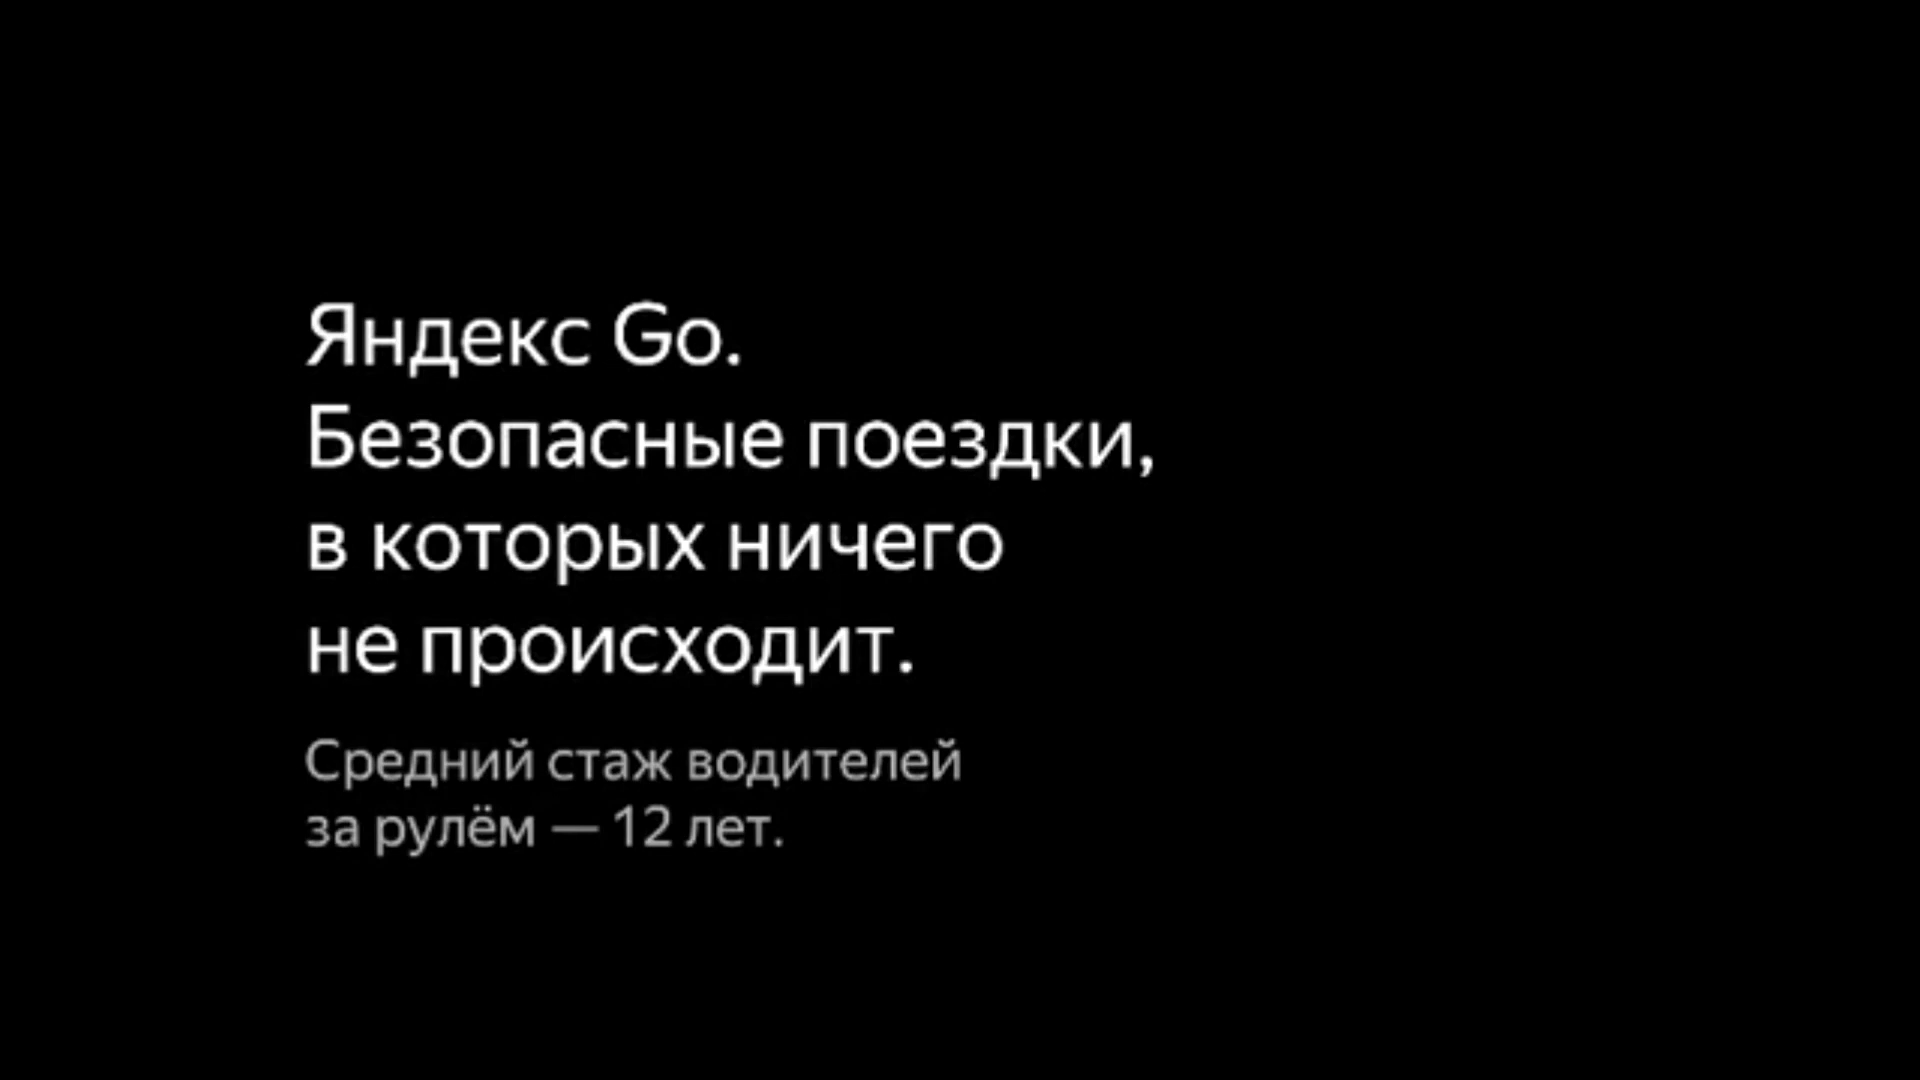 Яндекс Go.
Безопасные поездки,
в которых ничего
не происходит.
Средний стаж водителей
за рулём — 12 лет.